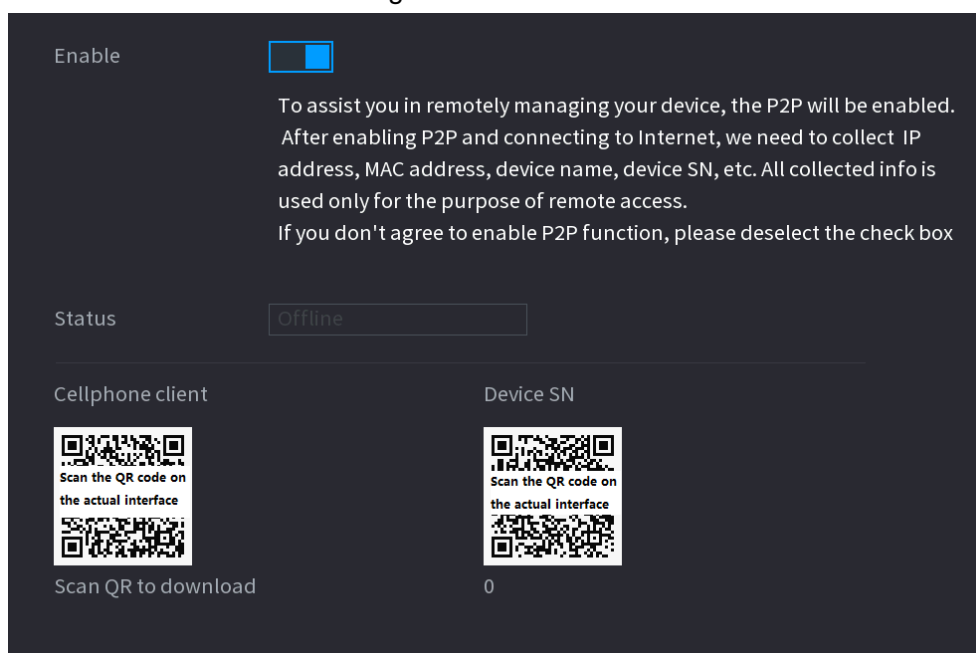 Enable
To assist you in remotely managing your device, the P2P will be enabled.
After enabling P2P and connecting to Internet, we need to collect IP
address, MAC address, device name, device SN, etc. All collected info is
used only for the purpose of remote access.
If you don't agree to enable P2P function, please deselect the check box
Status
Offline
Cellphone client
Device SN
Scan the QR code on
the actual interface
Scan the QR code on
the actual interface
Scan QR to download
0